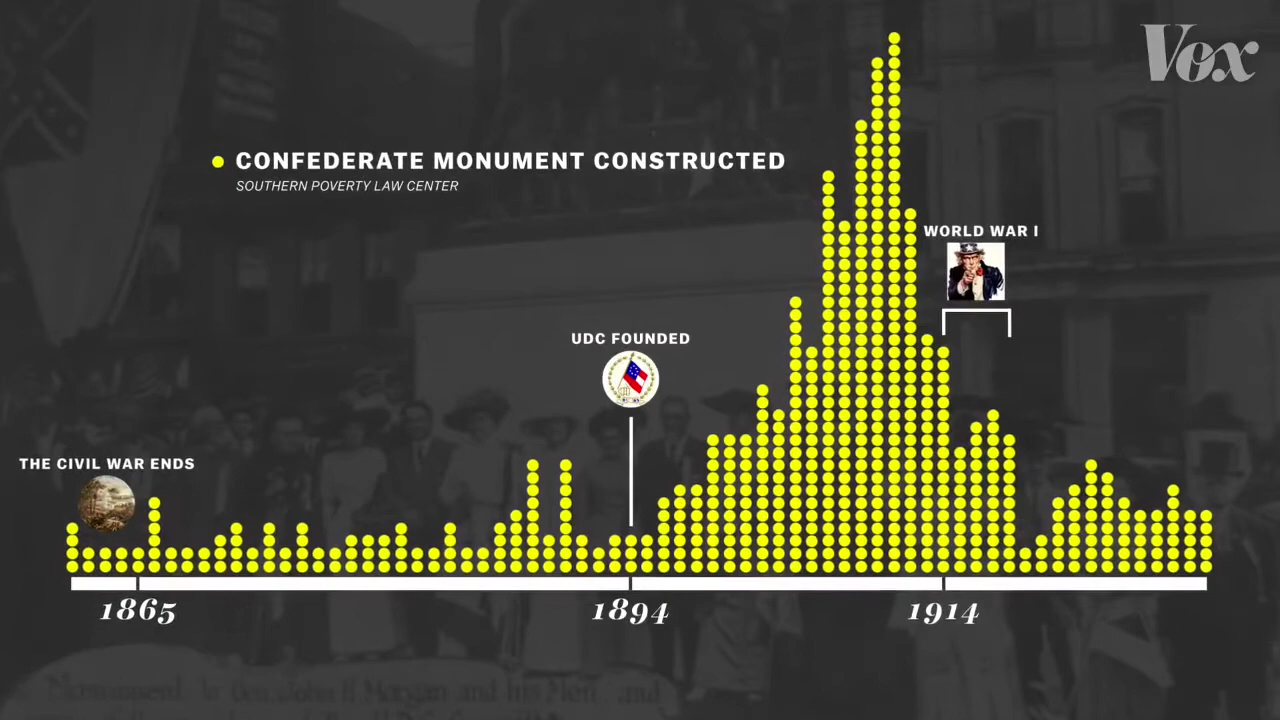 Vox
CONFEDERATE MONUMENT CONSTRUCTED
SOUTHERN POVERTY LAW CENTER
WORLD WAR I
UDC FOUNDED
THE CIVIL WAR ENDS
1865
1894
1914